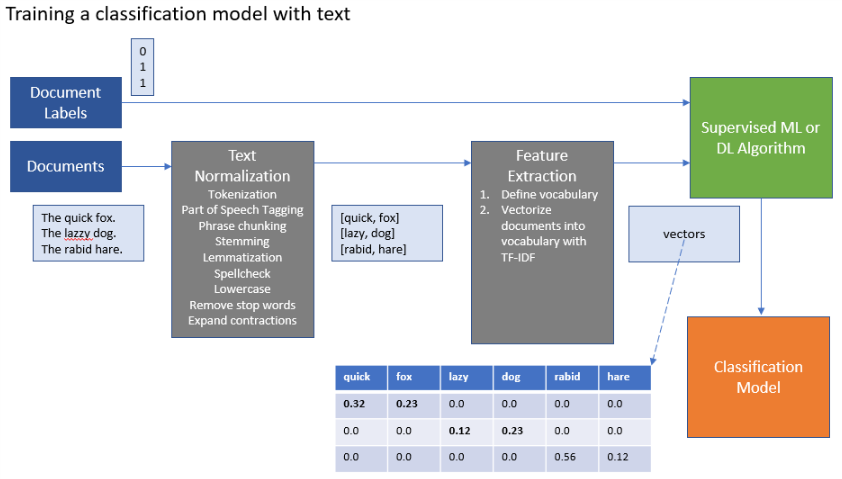 Training a classification model with text
0
1
1
Document
Labels
Supervised ML or
DL Algorithm
Documents
Text
Normalization
Tokenization
Part of Speech Tagging
Phrase chunking
Stemming
Lemmatization
Spellcheck
Lowercase
Remove stop words
Expand contractions
Feature
Extraction
1. Define vocabulary
2. Vectorize
documents into
vocabulary with
TF-IDF
The quick fox.
The lazzy dog.
The rabid hare.
[quick, fox]
[lazy, dog]
[rabid, hare]
vectors
Classification
Model
quick fox lazy dog rabid hare
0.32 0.23 0.0 0.0 0.0 0.0
0.0 0.0 0.12 0.23 0.0 0.0
0.0 0.0 0.0 0.0 0.56 0.12